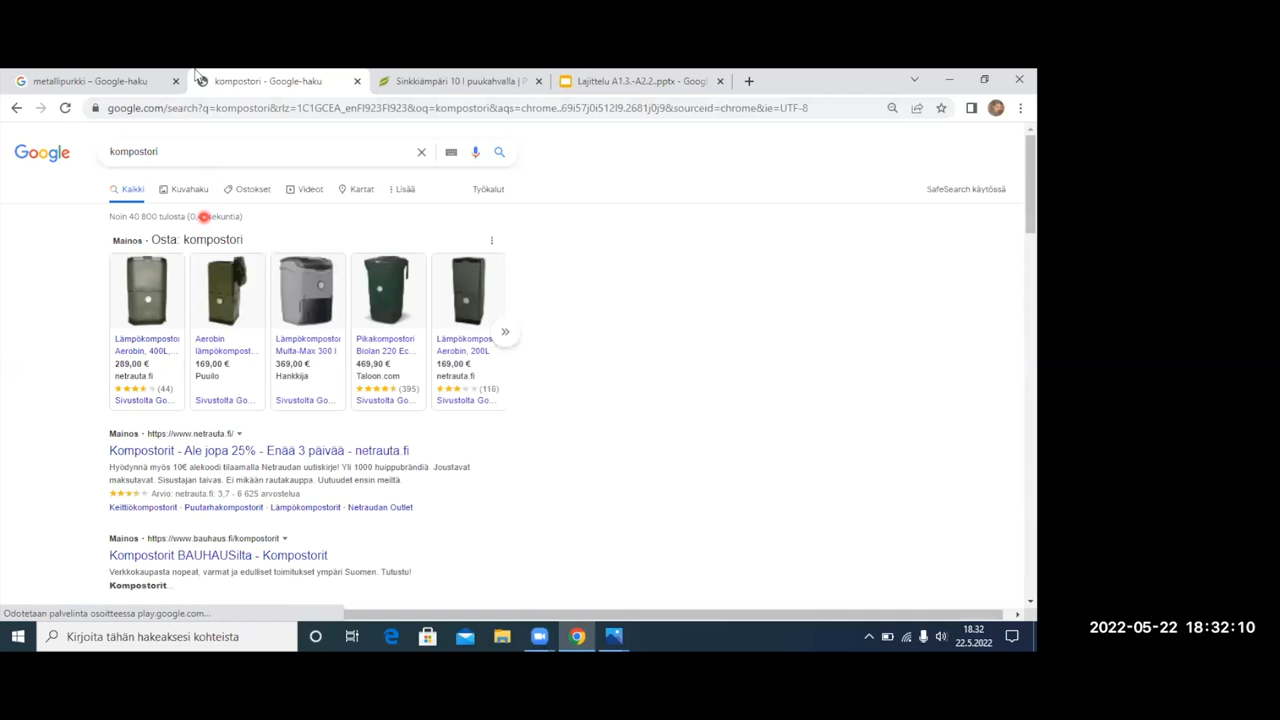 metallipurkki – Google-haku
kompostori - Google-haku
Sinkkiämpäri 10 l puukahvalla | P
Lajittelu A1.3.-A2.2..pptx - Goog
google.com/search?q=kompostori&rlz=1C1GCEA_enFI923FI923&oq=kompostori&aqs=chrome..69i57j0i512l9.2681j0j9&sourceid=chrome&ie=UTF-8
Google
kompostori
Kaikki
Kuvahaku
Ostokset
Videot
Kartat
Lisää
Työkalut
SafeSearch käytössä
Noin 40 800 tulosta (0, sekuntia)
Mainos · Osta: kompostori
Lämpökompostor
Aerobin, 400L,...
289,00 €
netrauta.fi
(44)
Sivustolta Go...
Aerobin
lämpökompost...
169,00 €
Puuilo
Sivustolta Go...
Lämpökompostor
Multa-Max 300 l
369,00 €
Hankkija
Sivustolta Go...
Pikakompostori
Biolan 220 Ec...
469,90 €
Taloon.com
(395)
Sivustolta Go...
Lämpökompos
Aerobin, 200L
169,00 €
netrauta.fi
(116)
Sivustolta Go...
Mainos · https://www.netrauta.fi/
Kompostorit - Ale jopa 25% - Enää 3 päivää - netrauta.fi
Hyödynnä myös 10€ alekoodi tilaamalla Netraudan uutiskirje! Yli 1000 huippubrändiä. Joustavat
maksutavat. Sisustajan taivas. Ei mikään rautakauppa. Uutuudet ensin meiltä.
Arvio: netrauta.fi: 3,7 - 6 625 arvostelua
Keittiökompostorit · Puutarhakompostorit · Lämpökompostorit · Netraudan Outlet
Mainos · https://www.bauhaus.fi/kompostorit
Kompostorit BAUHAUSilta - Kompostorit
Verkkokaupasta nopeat, varmat ja edulliset toimitukset ympäri Suomen. Tutustu!
Kompostorit...
Odotetaan palvelinta osoitteessa play.google.com...
Kirjoita tähän hakeaksesi kohteista
18.32
22.5.2022
2022-05-22 18:32:10